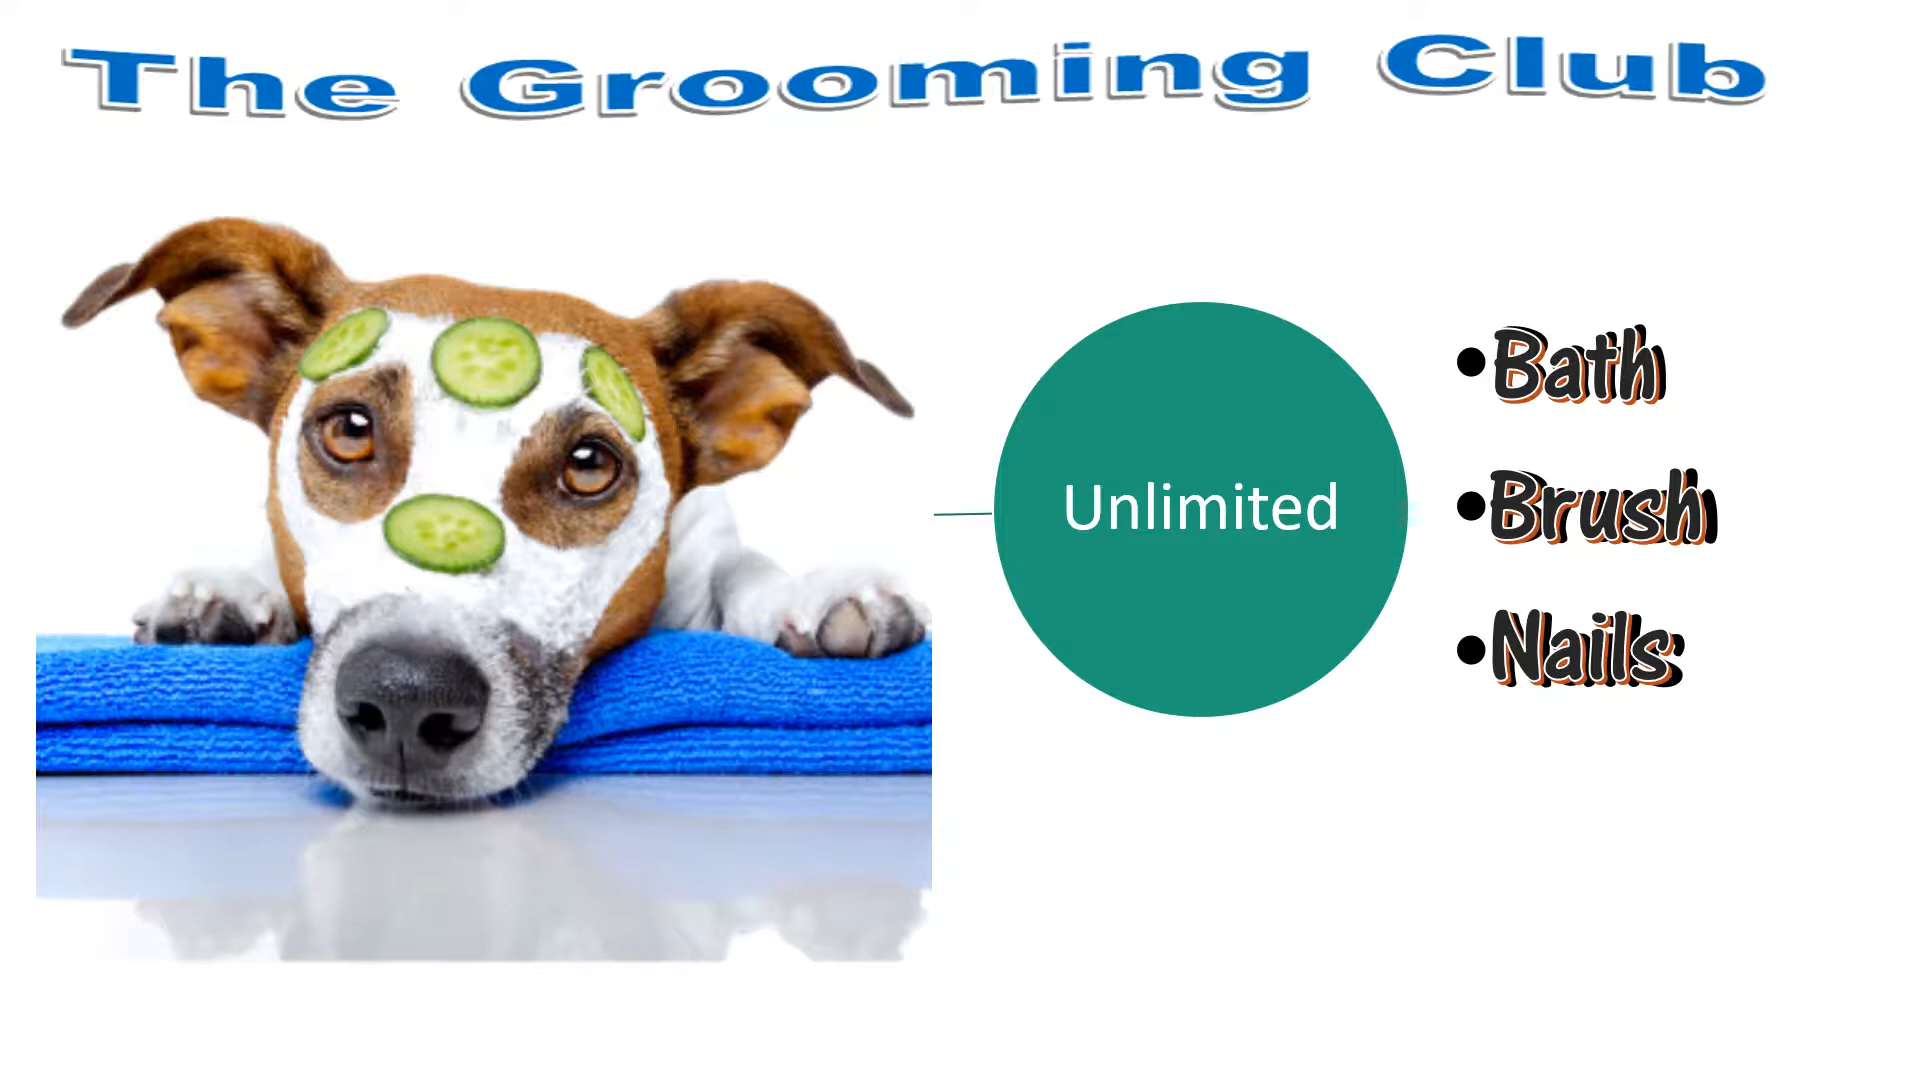 The Grooming Club
Unlimited
•Bath
•Brush
•Nails